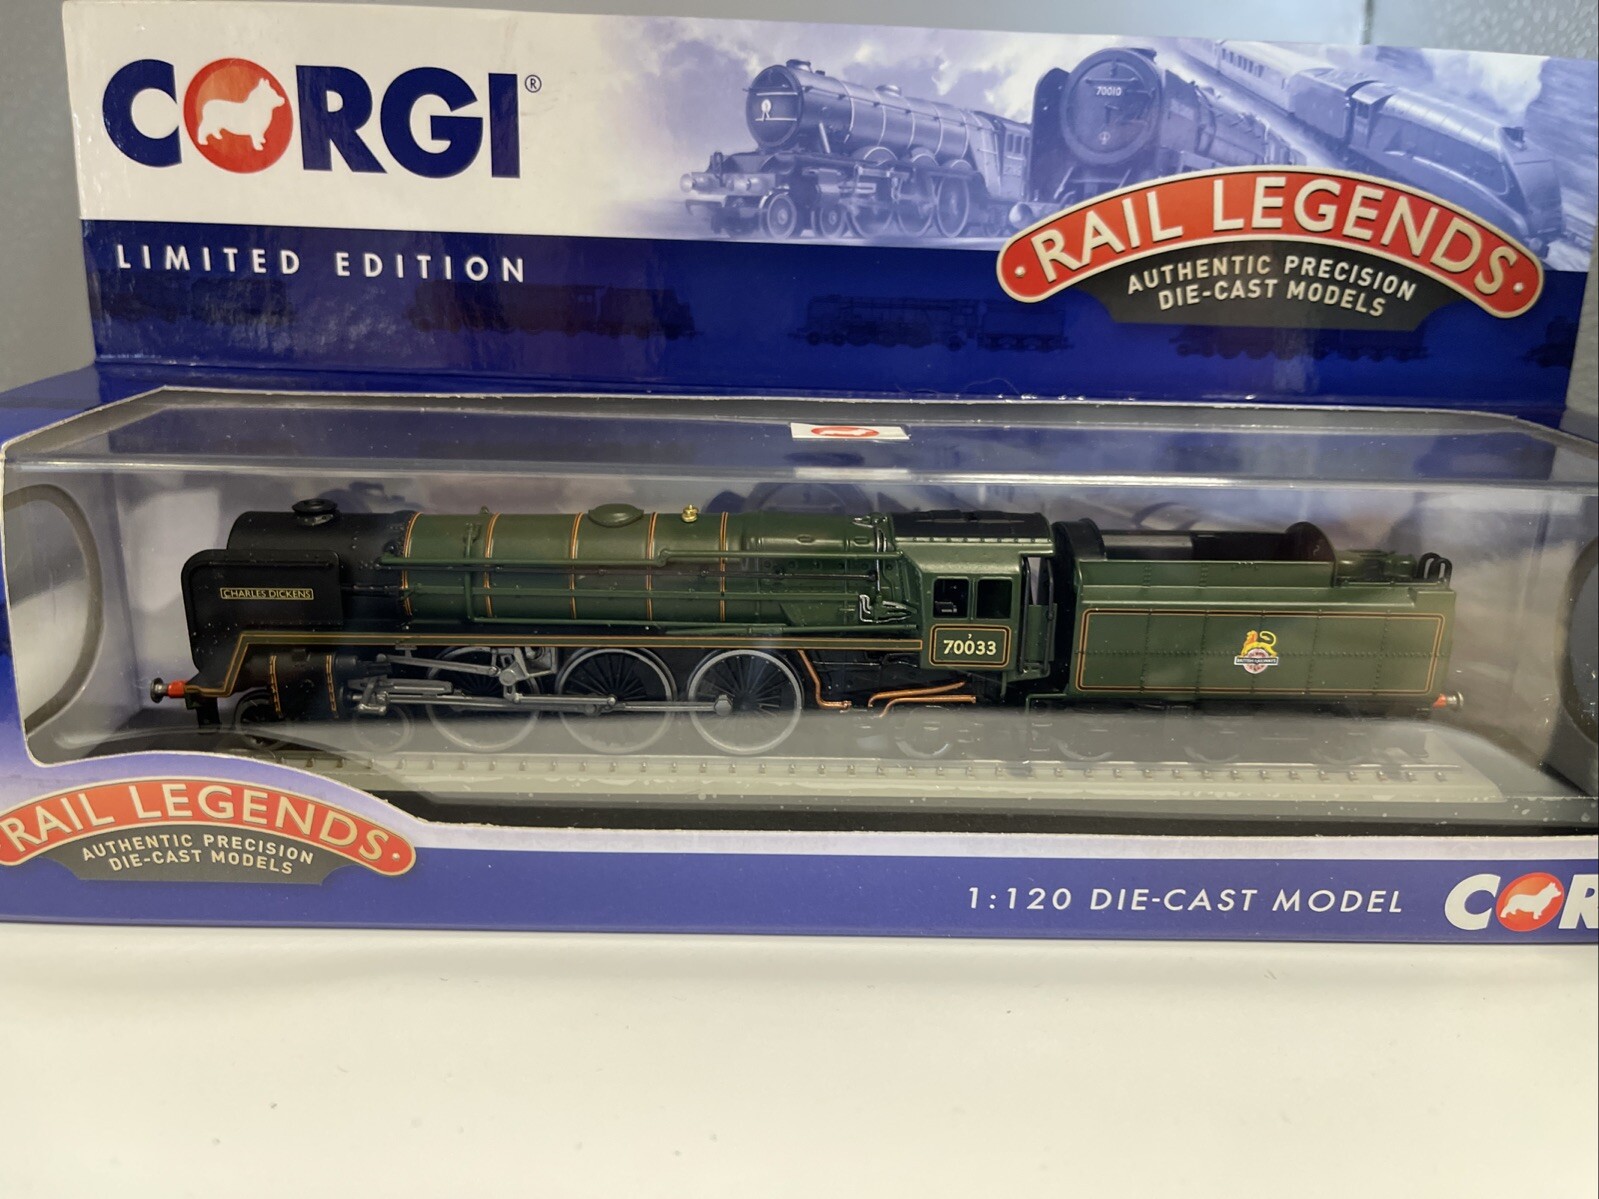 CORGI®
LIMITED EDITION
70010
RAIL LEGENDS
AUTHENTIC PRECISION
DIE-CAST MODELS
CHARLES DICKENS
70033
RAIL LEGENDS
AUTHENTIC PRECISION
DIE-CAST MODELS
1:120 DIE-CAST MODEL
COR